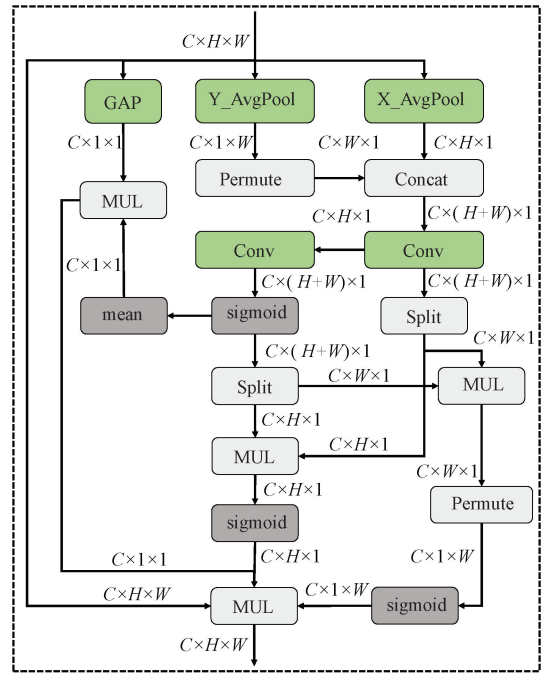 C×H×W
GAP
Y_AvgPool
X_AvgPool
C×1×1
C×1×W
C×W×1
C×H×1
MUL
Permute
Concat
C×H×1
C×(H+W)×1
C×1×1
Conv
Conv
C×(H+W)×1
C×(H+W)×1
mean
sigmoid
Split
C×(H+W)×1
C×W×1
Split
C×W×1
MUL
C×H×1
C×H×1
MUL
C×W×1
C×H×1
Permute
sigmoid
C×1×1
C×H×1
C×1×W
C×H×W
MUL
C×1×W
sigmoid
C×H×W